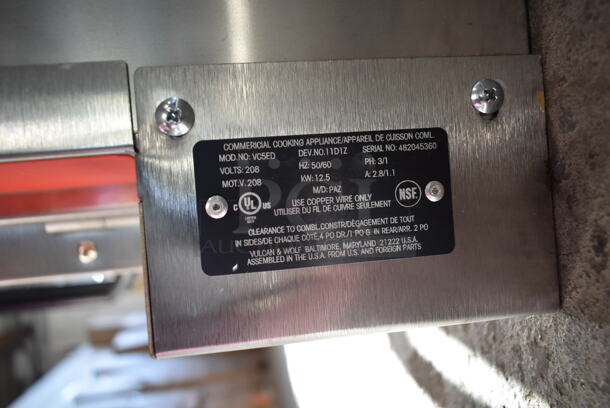 COMMERICIAL COOKING APPLIANCE/APPAREIL DE CUISSON COML.
MOD.NO: VC5ED DEV.NO.11D1Z SERIAL NO: 482045360
VOLTS: 208 HZ: 50/60 PH: 3/1
MOT.V. 208 kW: 12.5 A: 2.8/1.1
M/D: PAZ
C UL US LISTED
USE COPPER WIRE ONLY
UTILISER DU FIL DE CUIVRE SEULEMENT
NSF
CLEARANCE TO COMBL.CONSTR/DÉGAGEMENT DE TOUT
IN SIDES/DE CHAQUE CÔTÉ,4 PO DR./1 PO G. IN REAR/ARR. 2 PO
VULCAN & WOLF BALTIMORE, MARYLAND 21222 U.S.A.
ASSEMBLED IN THE U.S.A. FROM U.S. AND FOREIGN PARTS